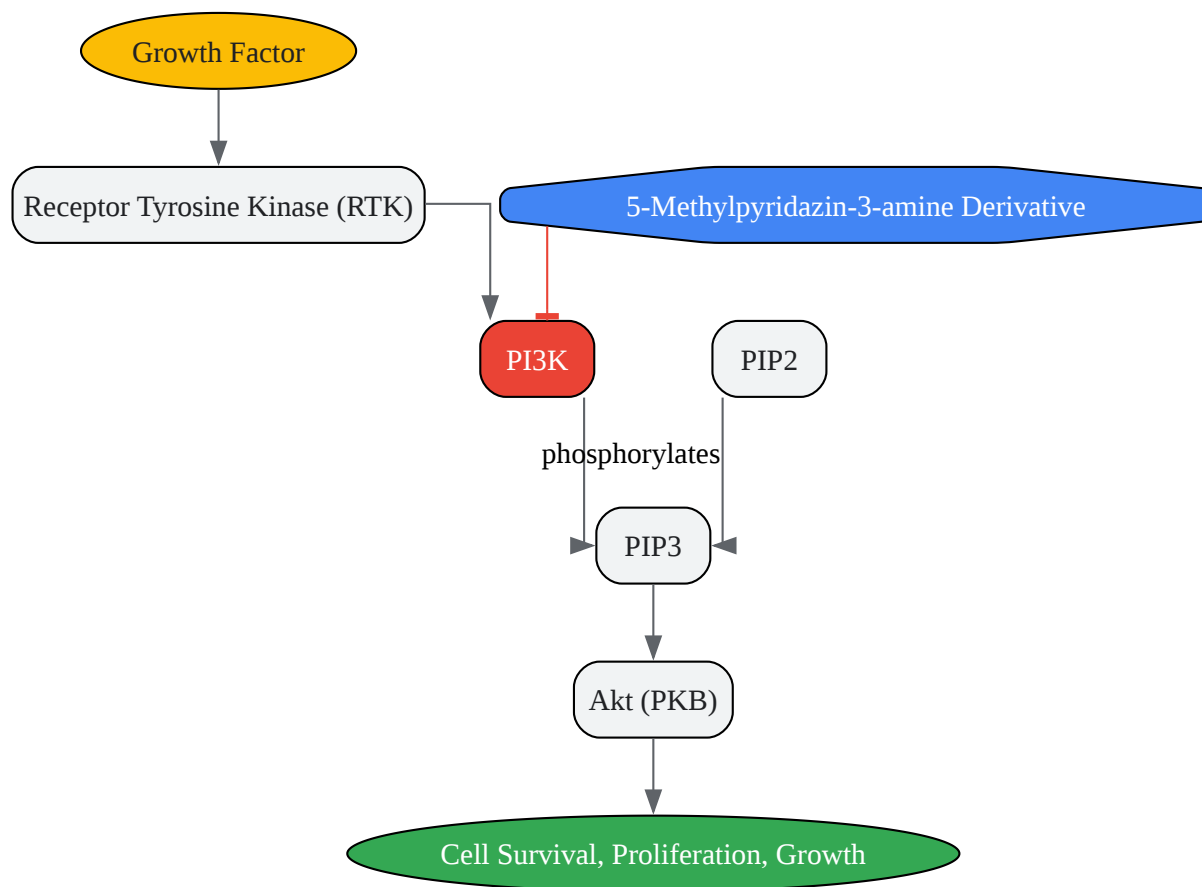 Growth Factor
Receptor Tyrosine Kinase (RTK)
5-Methylpyridazin-3-amine Derivative
PI3K
PIP2
phosphorylates
PIP3
Akt (PKB)
Cell Survival, Proliferation, Growth